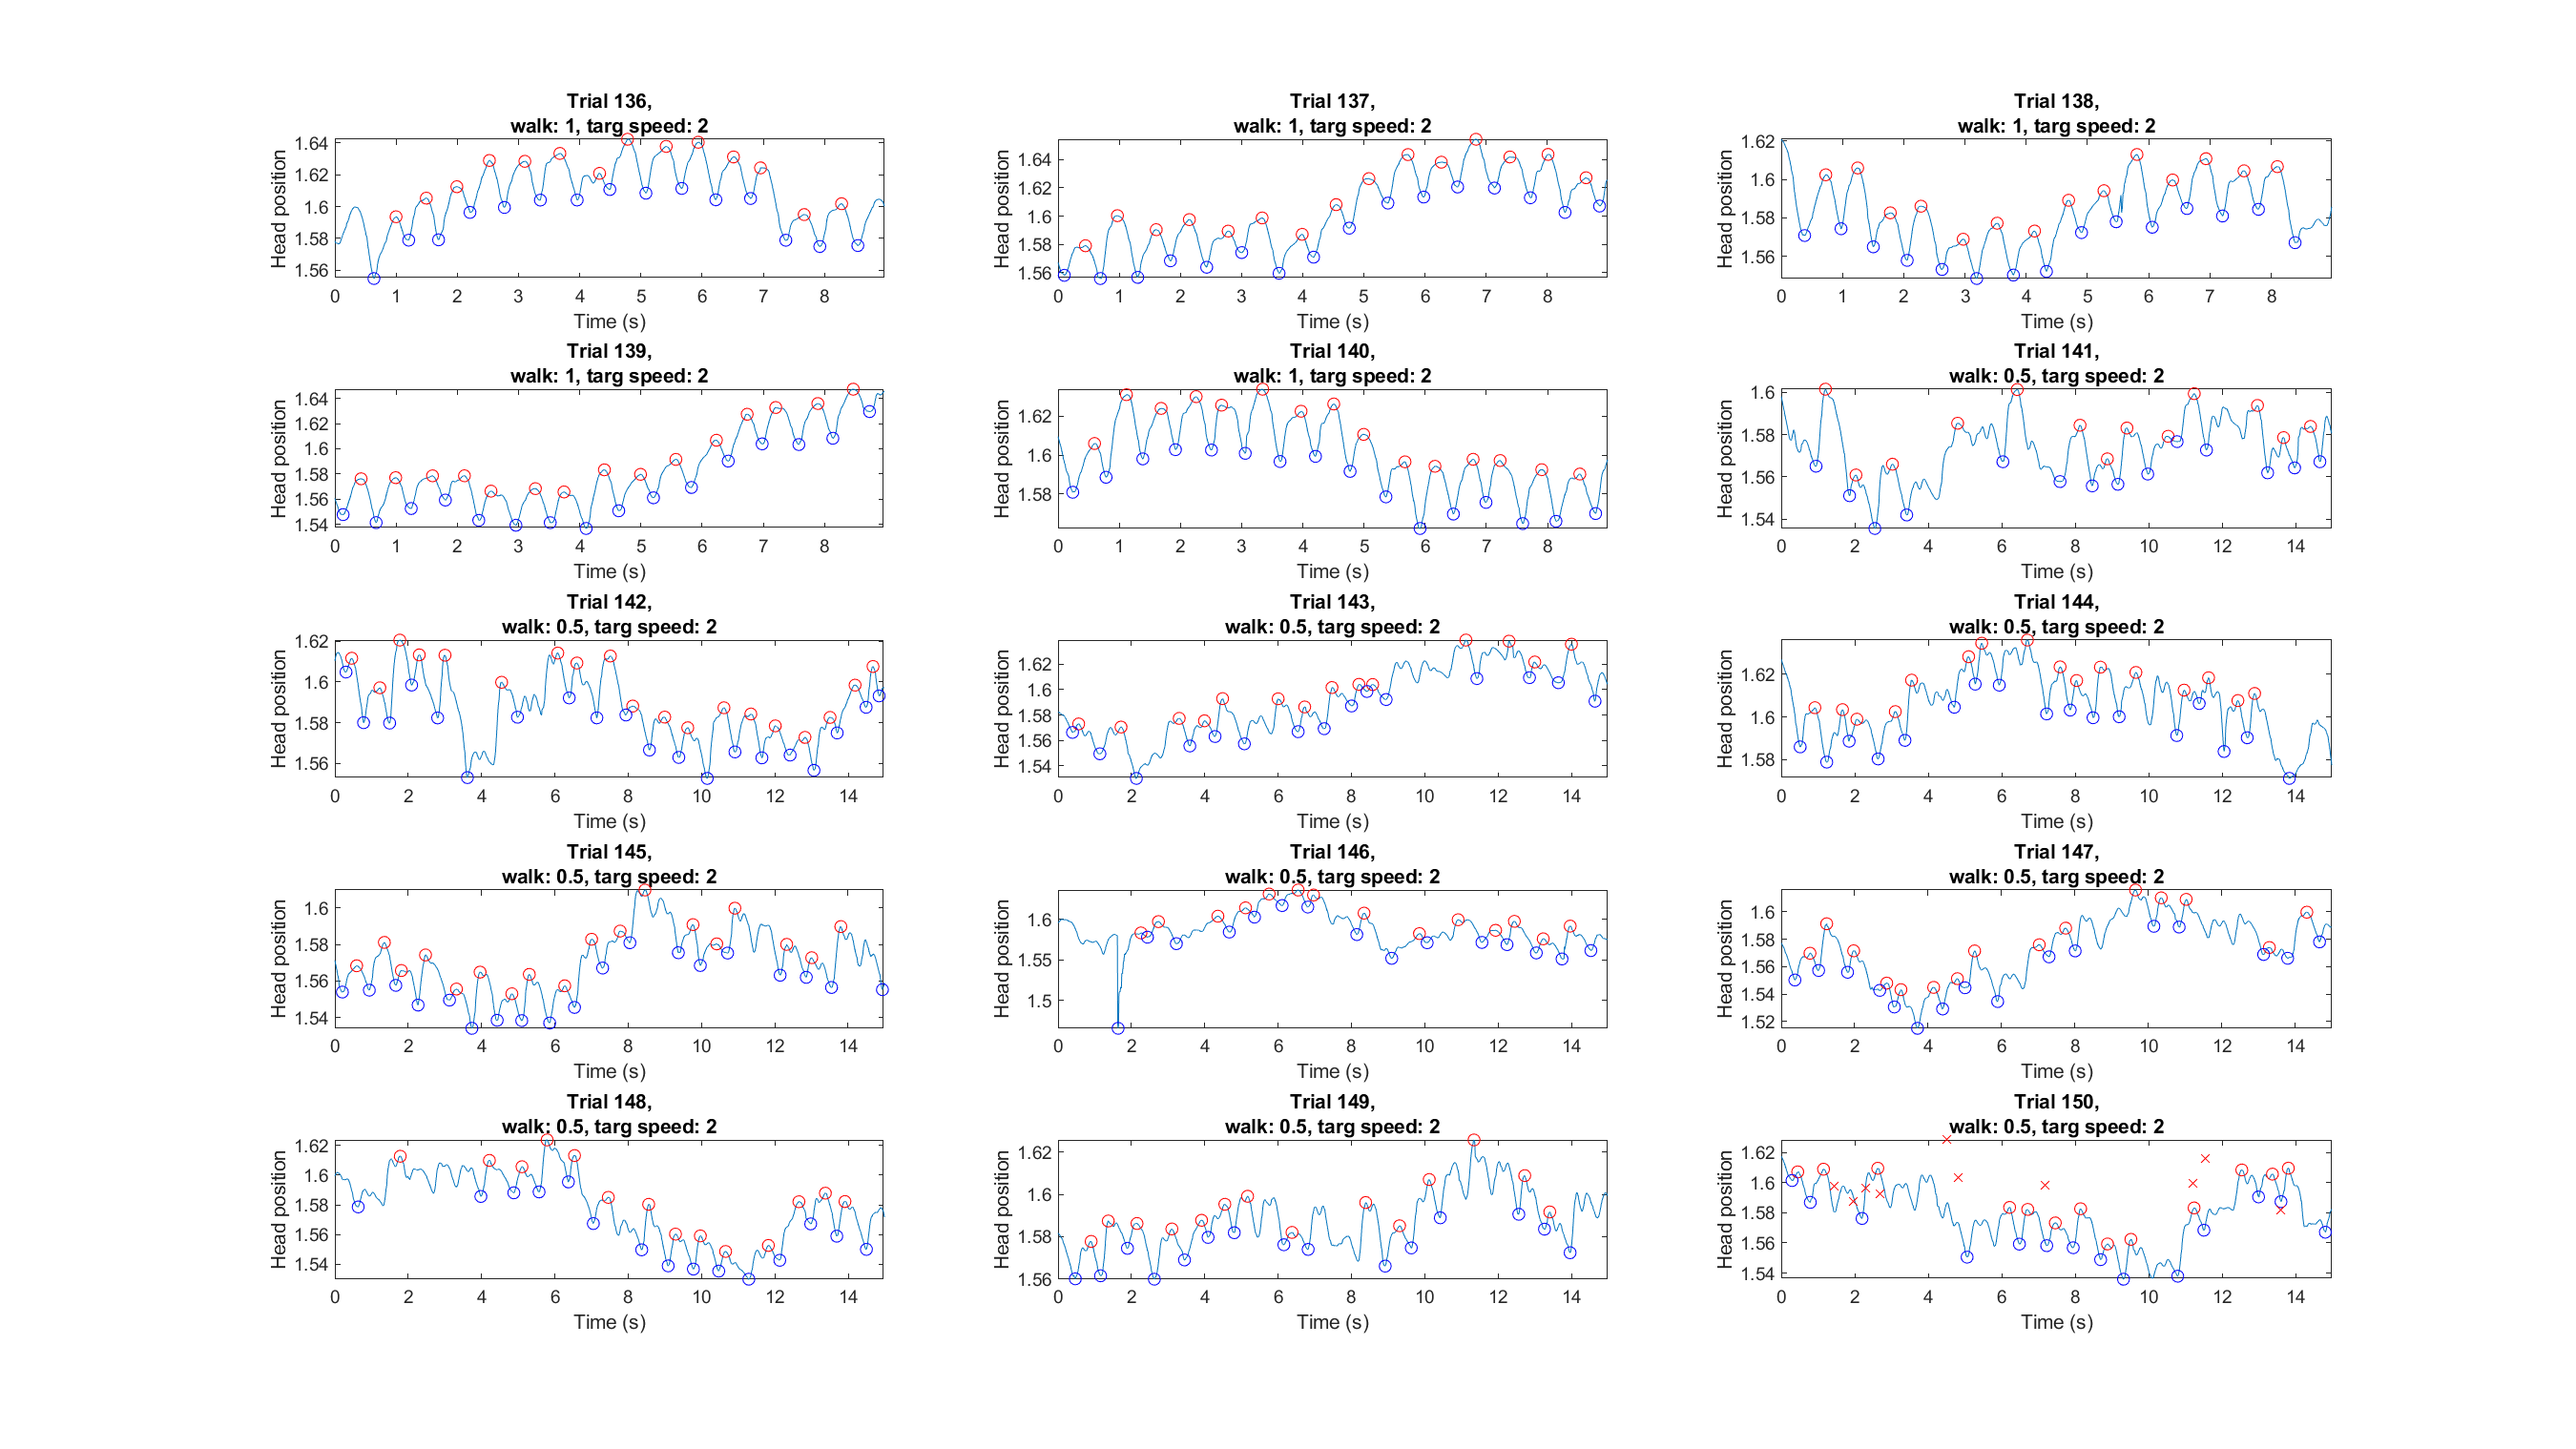 Trial 136,
walk: 1, targ speed: 2
Head position
1.64
1.62
1.6
1.58
1.56
0 1 2 3 4 5 6 7 8
Time (s)
Trial 137,
walk: 1, targ speed: 2
Head position
1.64
1.62
1.6
1.58
1.56
0 1 2 3 4 5 6 7 8
Time (s)
Trial 138,
walk: 1, targ speed: 2
Head position
1.62
1.6
1.58
1.56
0 1 2 3 4 5 6 7 8
Time (s)
Trial 139,
walk: 1, targ speed: 2
Head position
1.64
1.62
1.6
1.58
1.56
1.54
0 1 2 3 4 5 6 7 8
Time (s)
Trial 140,
walk: 1, targ speed: 2
Head position
1.62
1.6
1.58
0 1 2 3 4 5 6 7 8
Time (s)
Trial 141,
walk: 0.5, targ speed: 2
Head position
1.6
1.58
1.56
1.54
0 2 4 6 8 10 12 14
Time (s)
Trial 142,
walk: 0.5, targ speed: 2
Head position
1.62
1.6
1.58
1.56
0 2 4 6 8 10 12 14
Time (s)
Trial 143,
walk: 0.5, targ speed: 2
Head position
1.62
1.6
1.58
1.56
1.54
0 2 4 6 8 10 12 14
Time (s)
Trial 144,
walk: 0.5, targ speed: 2
Head position
1.62
1.6
1.58
0 2 4 6 8 10 12 14
Time (s)
Trial 145,
walk: 0.5, targ speed: 2
Head position
1.6
1.58
1.56
1.54
0 2 4 6 8 10 12 14
Time (s)
Trial 146,
walk: 0.5, targ speed: 2
Head position
1.6
1.55
1.5
0 2 4 6 8 10 12 14
Time (s)
Trial 147,
walk: 0.5, targ speed: 2
Head position
1.6
1.58
1.56
1.54
1.52
0 2 4 6 8 10 12 14
Time (s)
Trial 148,
walk: 0.5, targ speed: 2
Head position
1.62
1.6
1.58
1.56
1.54
0 2 4 6 8 10 12 14
Time (s)
Trial 149,
walk: 0.5, targ speed: 2
Head position
1.62
1.6
1.58
1.56
0 2 4 6 8 10 12 14
Time (s)
Trial 150,
walk: 0.5, targ speed: 2
Head position
1.62
1.6
1.58
1.56
1.54
0 2 4 6 8 10 12 14
Time (s)